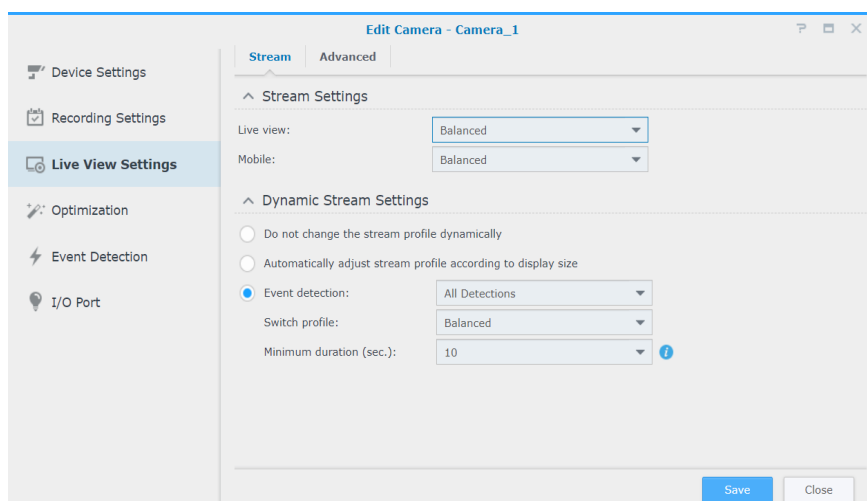 Edit Camera - Camera_1
Device Settings
Recording Settings
Live View Settings
Optimization
Event Detection
I/O Port
Stream Advanced
Stream Settings
Live view: Balanced
Mobile: Balanced
Dynamic Stream Settings
Do not change the stream profile dynamically
Automatically adjust stream profile according to display size
Event detection: All Detections
Switch profile: Balanced
Minimum duration (sec.): 10
Save Close